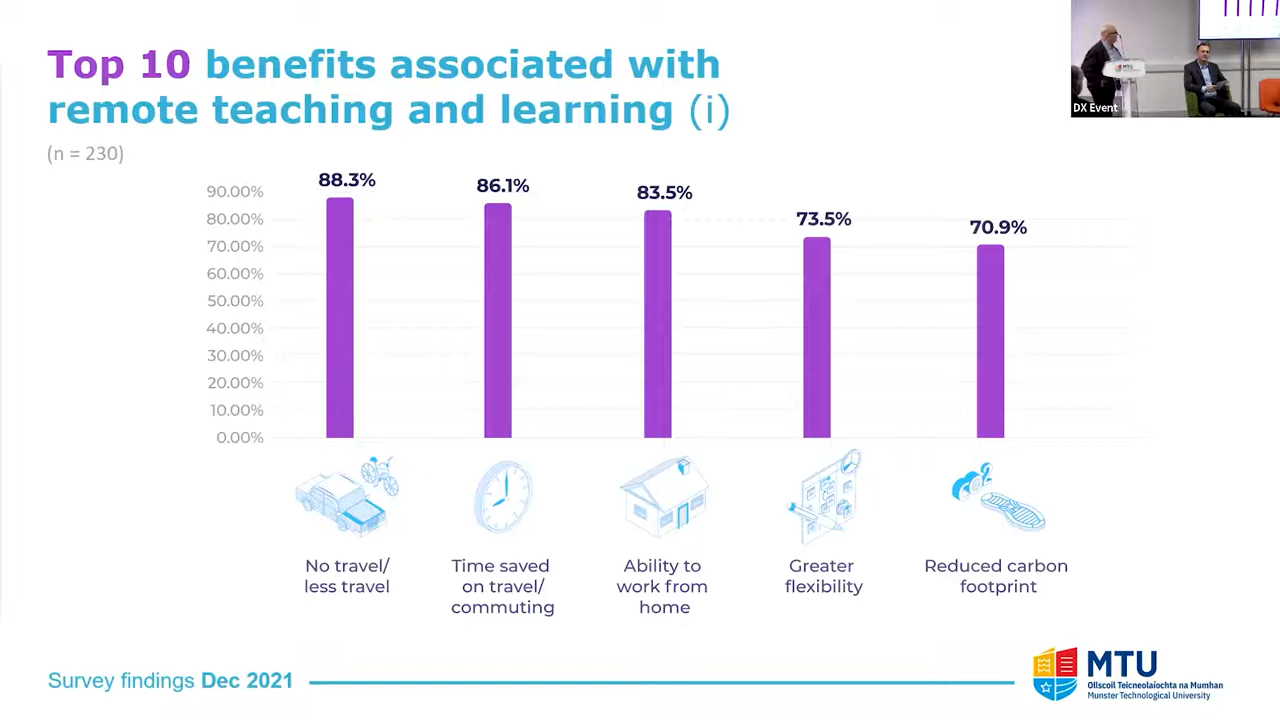 Top 10 benefits associated with
remote teaching and learning (i)
(n = 230)
MTU
DX Event
90.00%
80.00%
70.00%
60.00%
50.00%
40.00%
30.00%
20.00%
10.00%
0.00%
88.3%
86.1%
83.5%
73.5%
70.9%
CO2
No travel/
less travel
Time saved
on travel/
commuting
Ability to
work from
home
Greater
flexibility
Reduced carbon
footprint
Survey findings Dec 2021
MTU
Ollscoil Teicneolaíochta na Mumhan
Munster Technological University